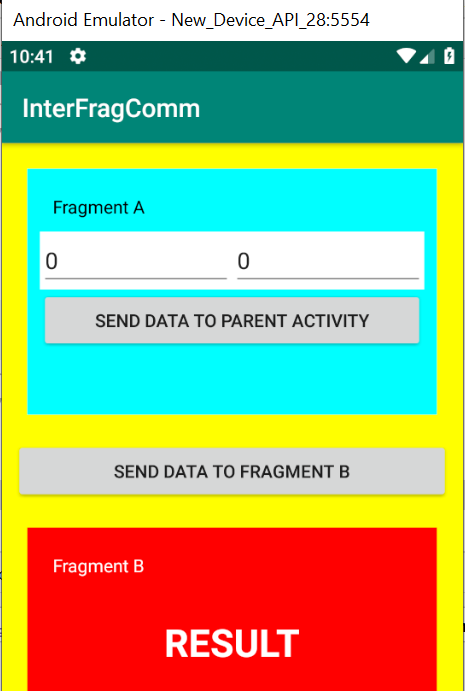 Android Emulator - New_Device_API_28:5554
10:41
InterFragComm
Fragment A
0 0
SEND DATA TO PARENT ACTIVITY
SEND DATA TO FRAGMENT B
Fragment B
RESULT